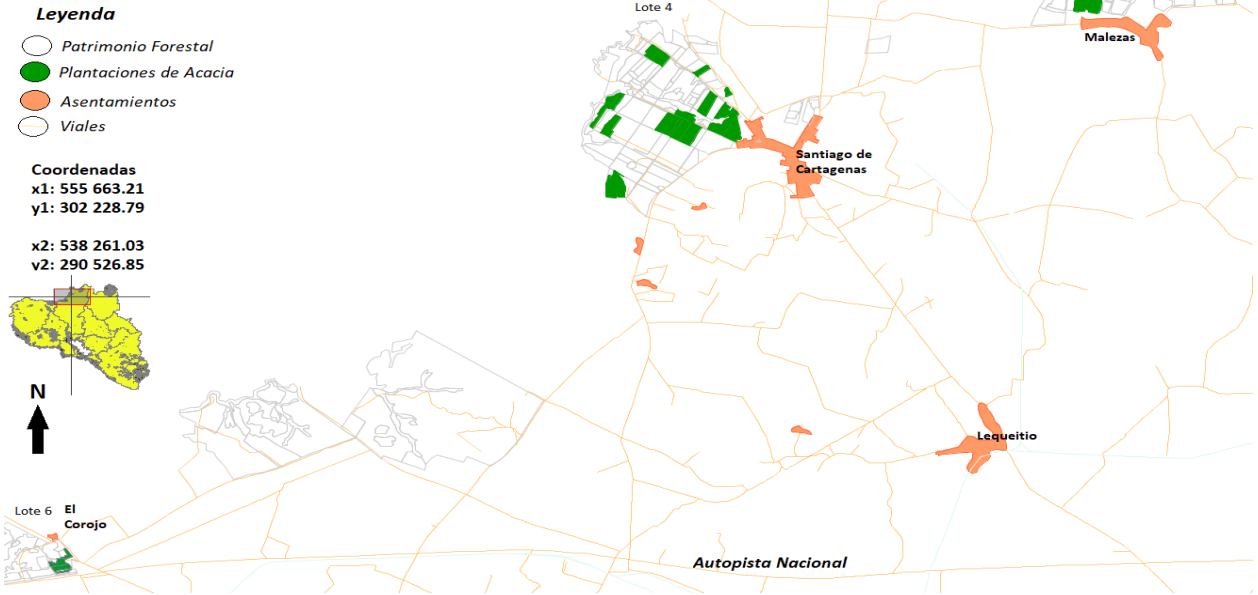 Leyenda
Patrimonio Forestal
Plantaciones de Acacia
Asentamientos
Viales
Coordenadas
x1: 555 663.21
y1: 302 228.79
x2: 538 261.03
y2: 290 526.85
N
Lote 4
Malezas
Santiago de
Cartagenas
Lequeitio
Lote 6
El
Corojo
Autopista Nacional